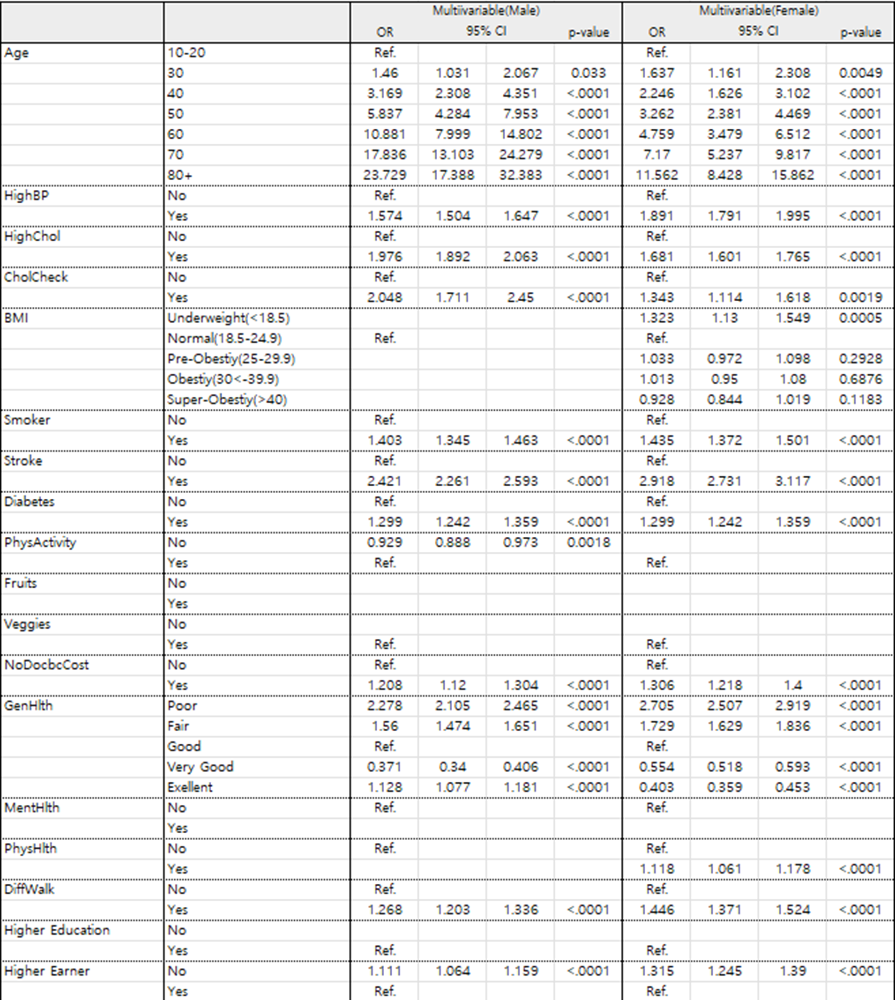 Multiivariable(Male) Multiivariable(Female)
OR 95% CI p-value OR 95% CI p-value
Age 10-20 Ref. Ref.
30 1.46 1.031 2.067 0.033 1.637 1.161 2.308 0.0049
40 3.169 2.308 4.351 <.0001 2.246 1.626 3.102 <.0001
50 5.837 4.284 7.953 <.0001 3.262 2.381 4.469 <.0001
60 10.881 7.999 14.802 <.0001 4.759 3.479 6.512 <.0001
70 17.836 13.103 24.279 <.0001 7.17 5.237 9.817 <.0001
80+ 23.729 17.388 32.383 <.0001 11.562 8.428 15.862 <.0001
HighBP No Ref. Ref.
Yes 1.574 1.504 1.647 <.0001 1.891 1.791 1.995 <.0001
HighChol No Ref. Ref.
Yes 1.976 1.892 2.063 <.0001 1.681 1.601 1.765 <.0001
CholCheck No Ref. Ref.
Yes 2.048 1.711 2.45 <.0001 1.343 1.114 1.618 0.0019
BMI Underweight(<18.5) 1.323 1.13 1.549 0.0005
Normal(18.5-24.9) Ref. Ref.
Pre-Obestiy(25-29.9) 1.033 0.972 1.098 0.2928
Obestiy(30<-39.9) 1.013 0.95 1.08 0.6876
Super-Obestiy(>40) 0.928 0.844 1.019 0.1183
Smoker No Ref. Ref.
Yes 1.403 1.345 1.463 <.0001 1.435 1.372 1.501 <.0001
Stroke No Ref. Ref.
Yes 2.421 2.261 2.593 <.0001 2.918 2.731 3.117 <.0001
Diabetes No Ref. Ref.
Yes 1.299 1.242 1.359 <.0001 1.299 1.242 1.359 <.0001
PhysActivity No 0.929 0.888 0.973 0.0018
Yes Ref. Ref.
Fruits No
Yes
Veggies No
Yes Ref. Ref.
NoDocbcCost No Ref. Ref.
Yes 1.208 1.12 1.304 <.0001 1.306 1.218 1.4 <.0001
GenHlth Poor 2.278 2.105 2.465 <.0001 2.705 2.507 2.919 <.0001
Fair 1.56 1.474 1.651 <.0001 1.729 1.629 1.836 <.0001
Good Ref. Ref.
Very Good 0.371 0.34 0.406 <.0001 0.554 0.518 0.593 <.0001
Exellent 1.128 1.077 1.181 <.0001 0.403 0.359 0.453 <.0001
MentHlth No Ref. Ref.
Yes
PhysHlth No Ref. Ref.
Yes 1.118 1.061 1.178 <.0001
DiffWalk No Ref. Ref.
Yes 1.268 1.203 1.336 <.0001 1.446 1.371 1.524 <.0001
Higher Education No
Yes Ref. Ref.
Higher Earner No 1.111 1.064 1.159 <.0001 1.315 1.245 1.39 <.0001
Yes Ref. Ref.